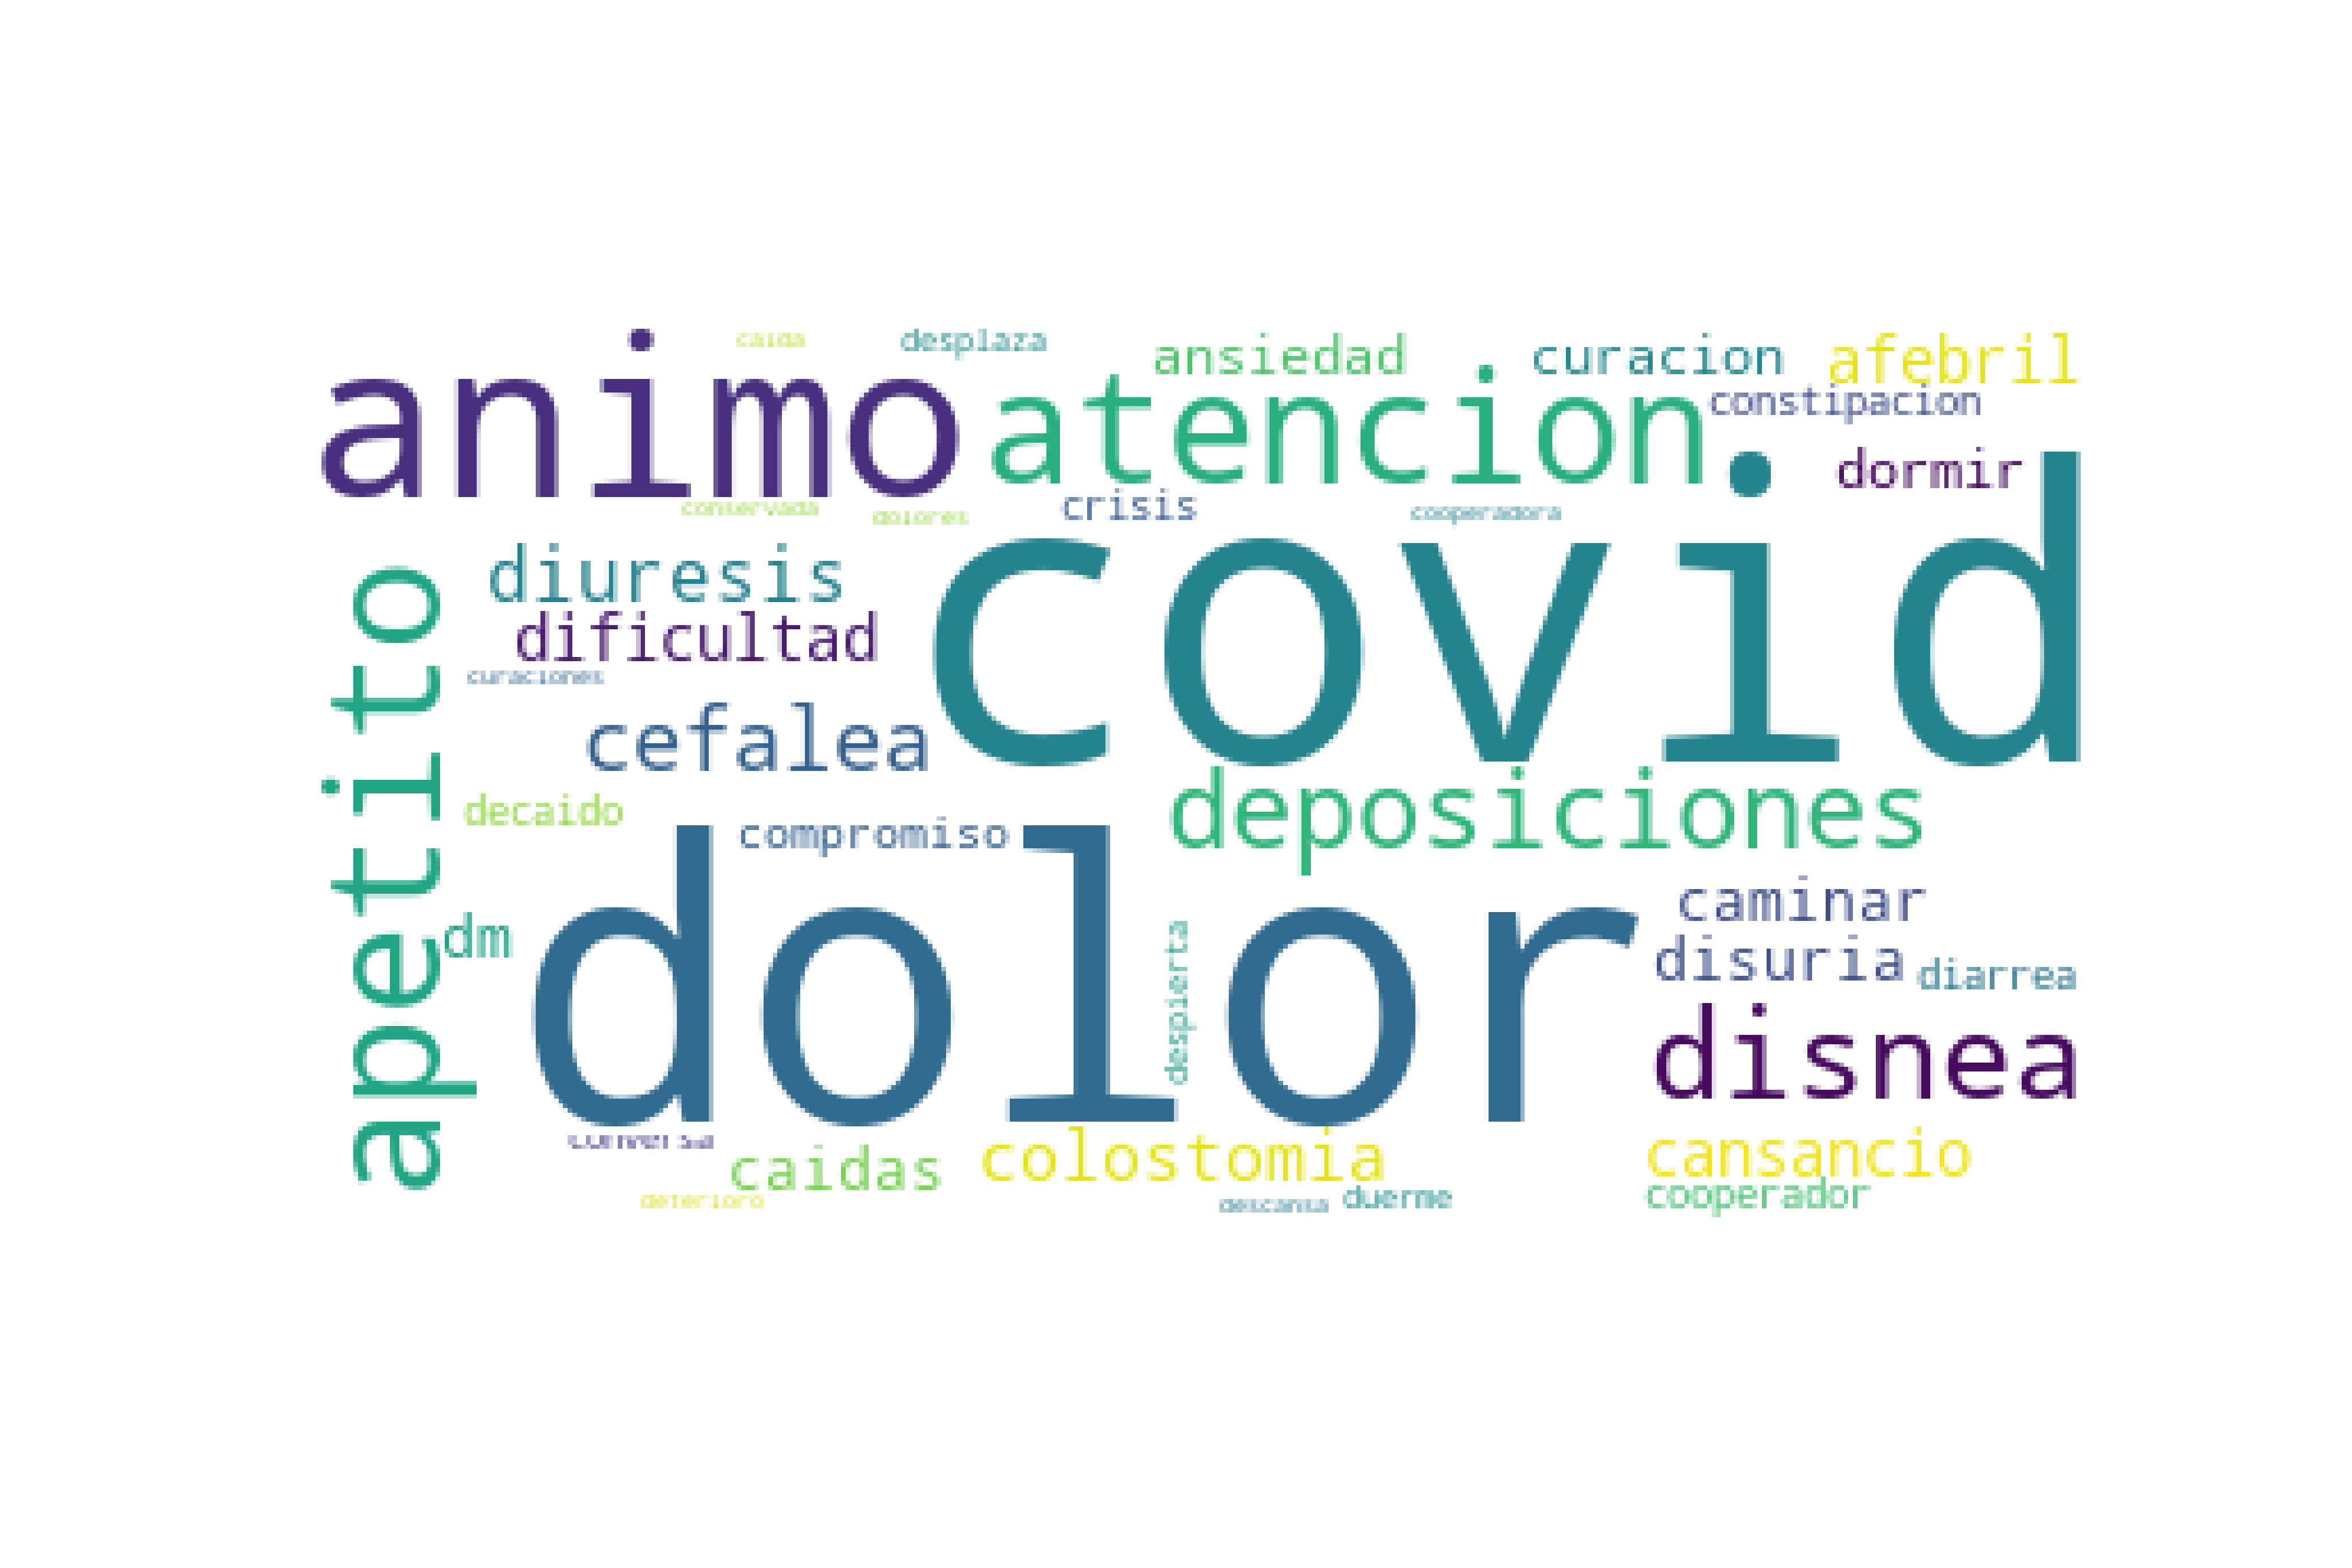 caida
desplaza
ansiedad
curacion
afebril
animo
atencion
constipacion
dormir
conservada
dolores
crisis
cooperadora
covid
diuresis
dificultad
curaciones
apetito
cefalea
deposiciones
decaido
compromiso
dolor
dm
despierta
caminar
disuria
diarrea
disnea
conversa
caidas
colostomia
cansancio
deterioro
descansa
duerme
cooperador